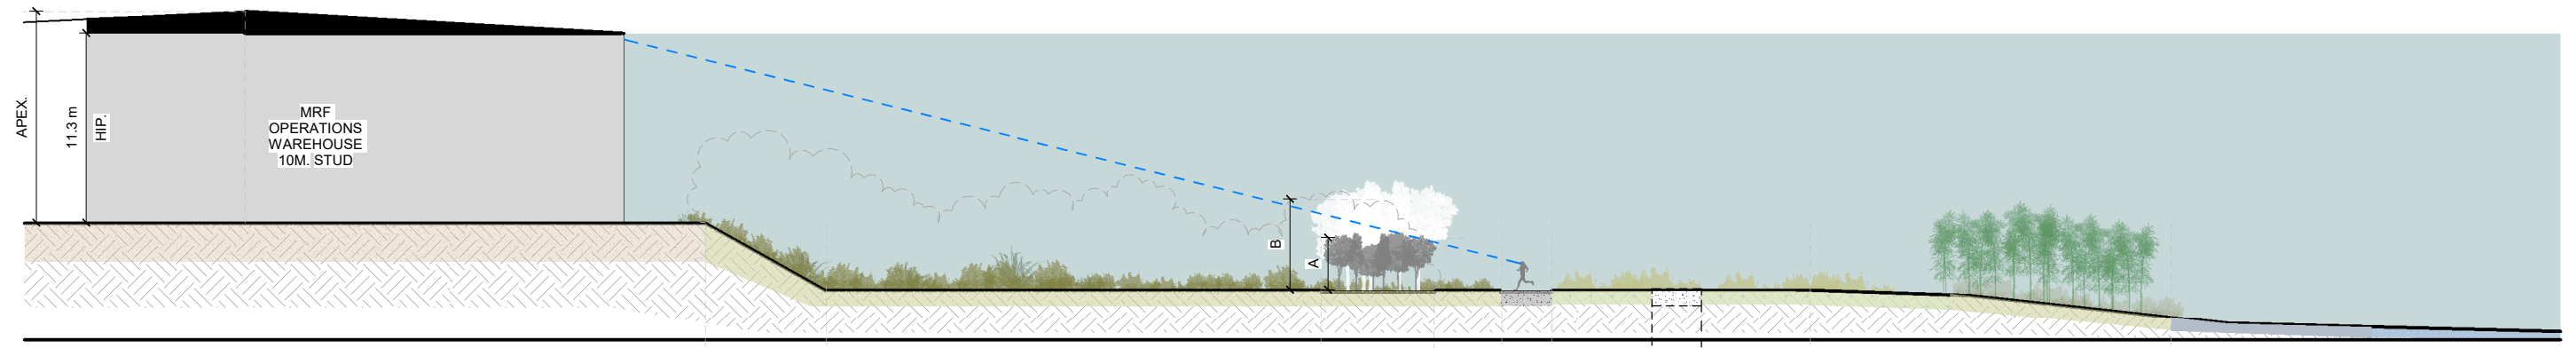 APEX.
11.3 m
HIP.
MRF
OPERATIONS
WAREHOUSE
10M. STUD
B
A